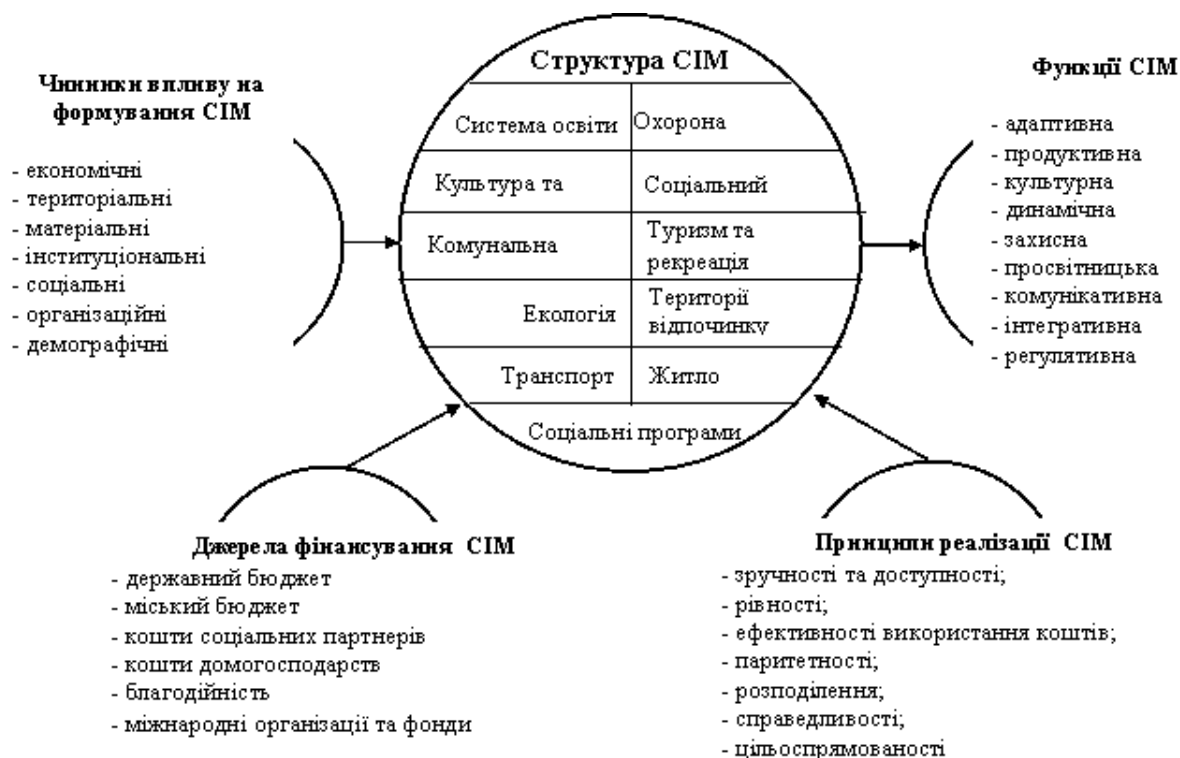 Чинники впливу на
формування СІМ
- економічні
- територіальні
- матеріальні
- інституціональні
- соціальні
- організаційні
- демографічні
Структура СІМ
Система освіти
Охорона
Культура та
Соціальний
Комунальна
Туризм та
рекреація
Екологія
Території
відпочинку
Транспорт
Житло
Соціальні програми
Функції СІМ
- адаптивна
- продуктивна
- культурна
- динамічна
- захисна
- просвітницька
- комунікативна
- інтегративна
- регулятивна
Джерела фінансування СІМ
- державний бюджет
- міський бюджет
- кошти соціальних партнерів
- кошти домогосподарств
- благодійність
- міжнародні організації та фонди
Принципи реалізації СІМ
- зручності та доступності;
- рівності;
- ефективності використання коштів;
- паритетності;
- розподілення;
- справедливості;
- цільоспрямованості